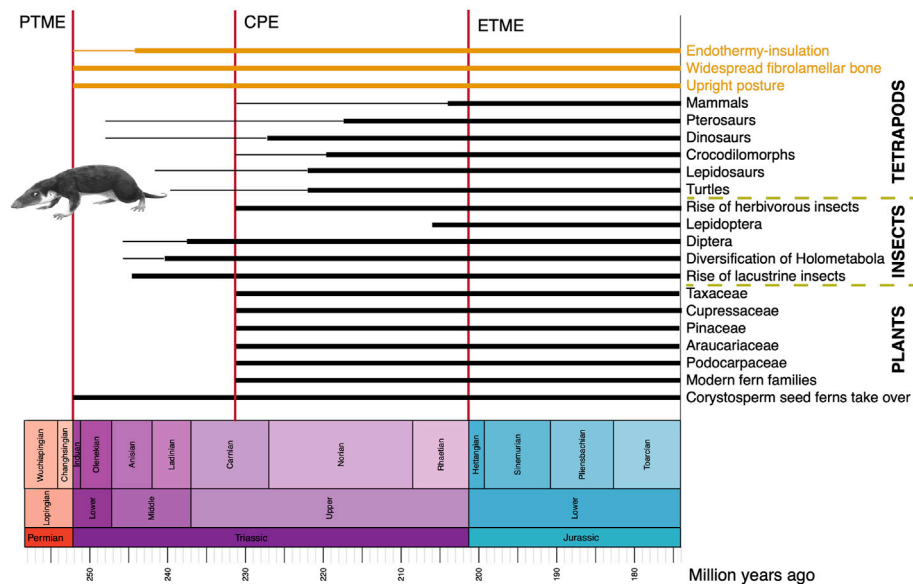 PTME
CPE
ETME
Endothermy-insulation
Widespread fibrolamellar bone
Upright posture
Mammals
Pterosaurs
Dinosaurs
Crocodilomorphs
Lepidosaurs
Turtles
TETRAPODS
Rise of herbivorous insects
Lepidoptera
Diptera
Diversification of Holometabola
Rise of lacustrine insects
INSECTS
Taxaceae
Cupressaceae
Pinaceae
Araucariaceae
Podocarpaceae
Modern fern families
Corystosperm seed ferns take over
PLANTS
Wuchiapingian
Changhsingian
Induan
Olenekian
Anisian
Ladinian
Carnian
Norian
Rhaetian
Hettangian
Sinemurian
Pliensbachian
Toarcian
Lopingian
Lower
Middle
Upper
Lower
Permian
Triassic
Jurassic
250
240
230
220
210
200
190
180
Million years ago